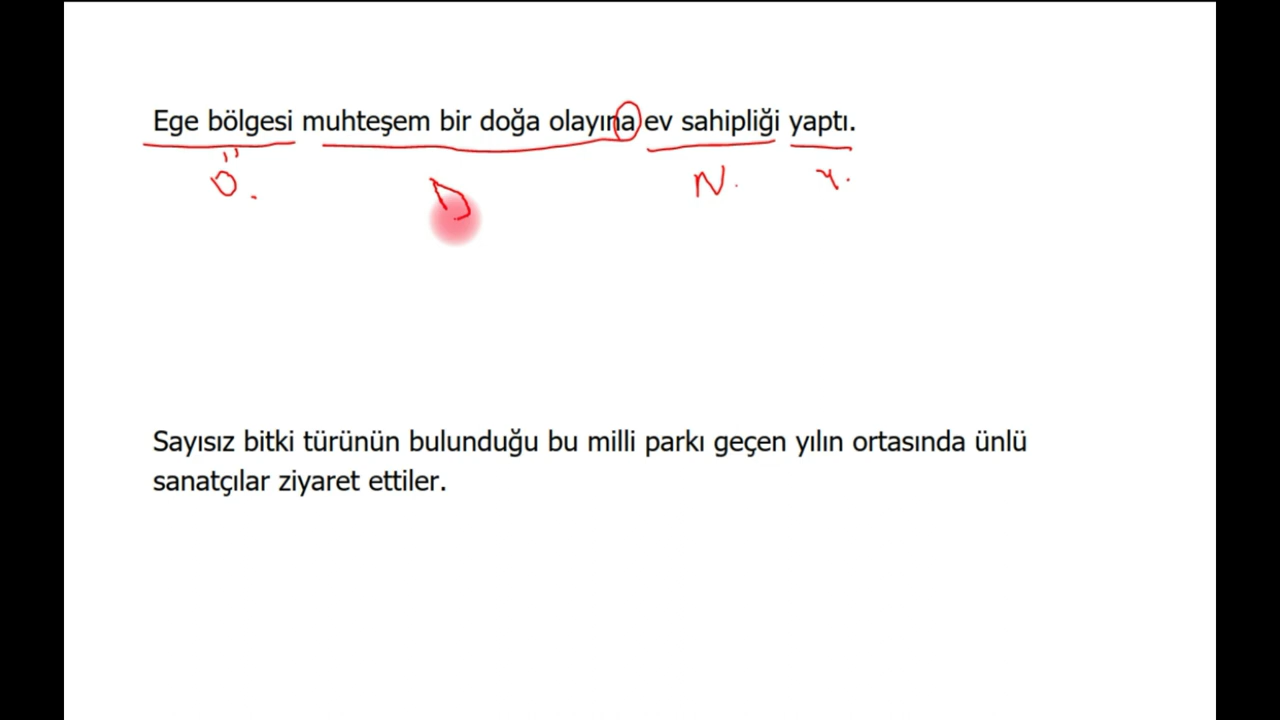 Ege bölgesi muhteşem bir doğa olayına ev sahipliği yaptı.
Ö. D N. Y.
Sayısız bitki türünün bulunduğu bu milli parkı geçen yılın ortasında ünlü
sanatçılar ziyaret ettiler.